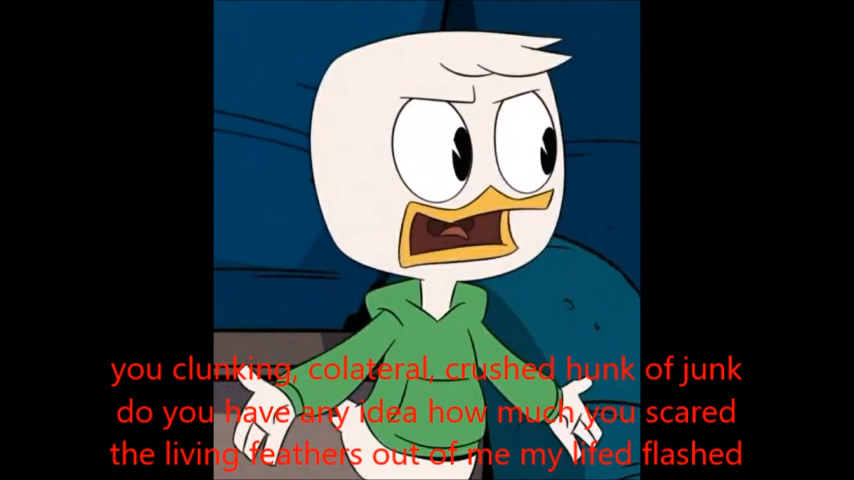 you clunking, colateral, crushed hunk of junk
do you have any idea how much you scared
the living feathers out of me my lifed flashed